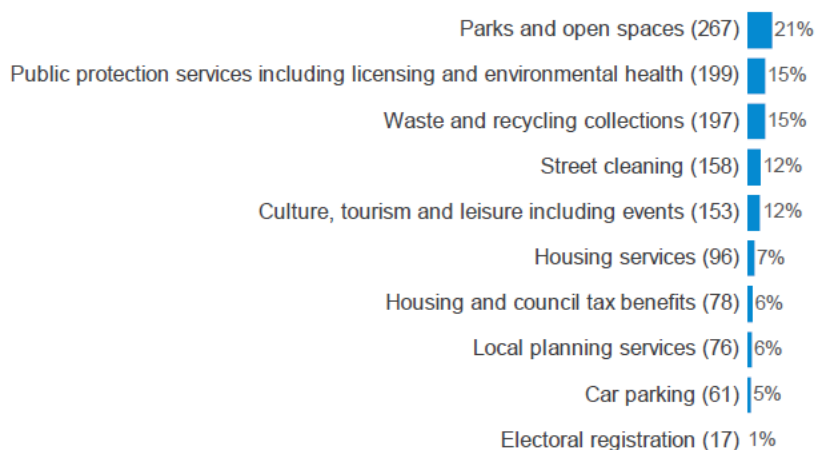 Parks and open spaces (267) 21%
Public protection services including licensing and environmental health (199) 15%
Waste and recycling collections (197) 15%
Street cleaning (158) 12%
Culture, tourism and leisure including events (153) 12%
Housing services (96) 7%
Housing and council tax benefits (78) 6%
Local planning services (76) 6%
Car parking (61) 5%
Electoral registration (17) 1%